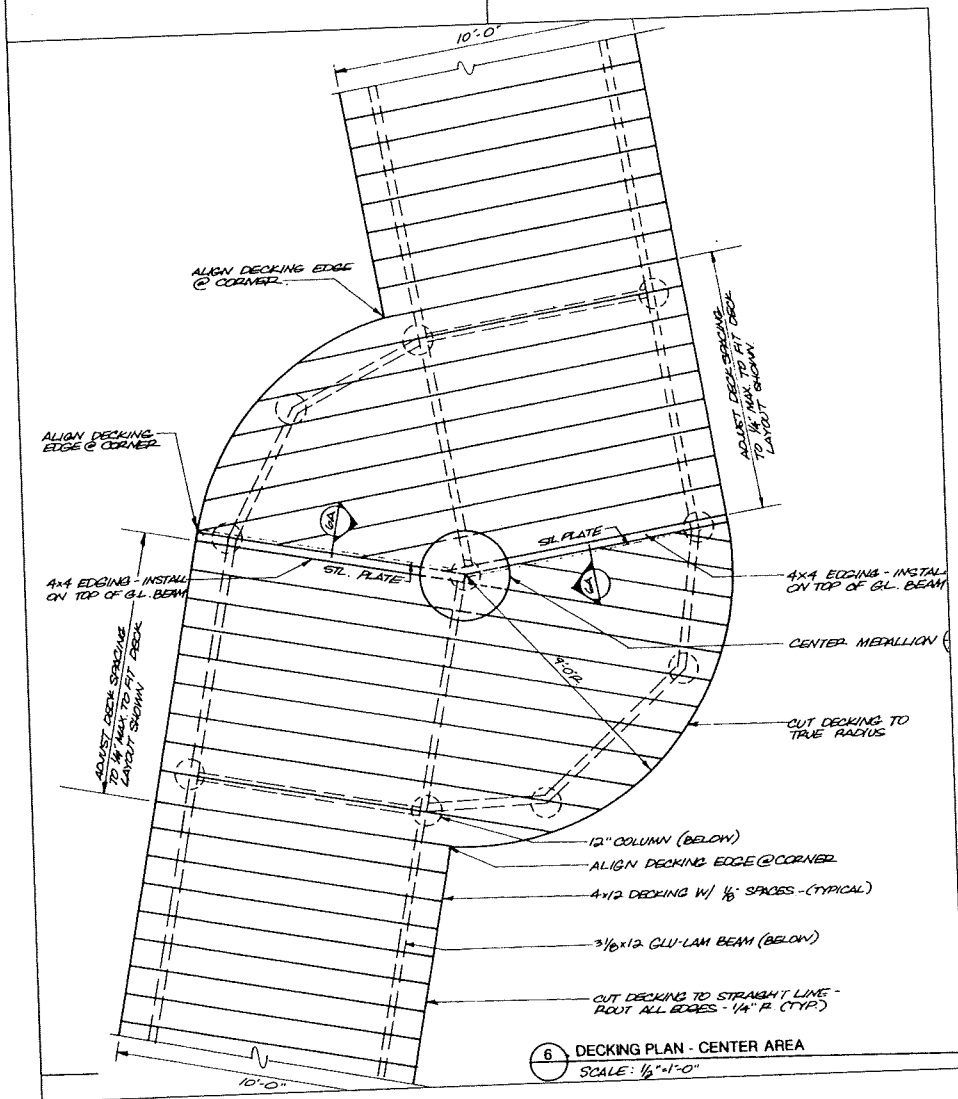 10'-0"
ALIGN DECKING EDGE
@ CORNER
ADJUST DECK SPACING
TO 1/4" MAX. TO FIT DECK
LAYOUT SHOWN.
ALIGN DECKING
EDGE @ CORNER
6A
STL. PLATE
STL. PLATE
4x4 EDGING - INSTALL
ON TOP OF G.L. BEAM
4x4 EDGING - INSTAL
ON TOP OF G.L. BEAM
CENTER MEDALLION
9'-0" R.
ADJUST DECK SPACING
TO 1/4" MAX. TO FIT DECK
LAYOUT SHOWN
CUT DECKING TO
TRUE RADIUS
12" COLUMN (BELOW)
ALIGN DECKING EDGE @ CORNER
4x12 DECKING W/ 1/8" SPACES - (TYPICAL)
3 1/8 x 12 GLU-LAM BEAM (BELOW)
CUT DECKING TO STRAIGHT LINE -
ROUT ALL EDGES - 1/4" R. (TYP.)
6 DECKING PLAN - CENTER AREA
SCALE: 1/2"=1'-0"
10'-0"